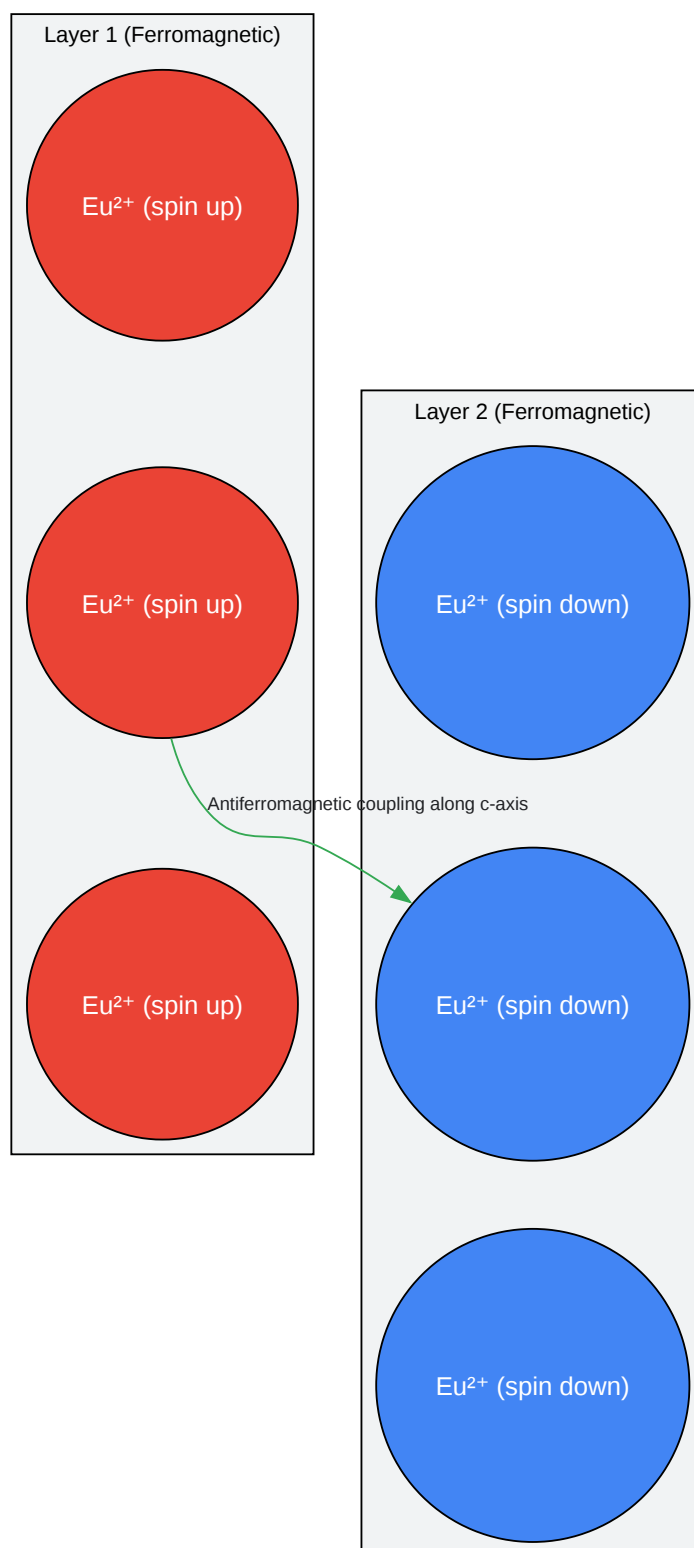 Layer 1 (Ferromagnetic)
Eu²⁺ (spin up)
Eu²⁺ (spin up)
Eu²⁺ (spin up)
Antiferromagnetic coupling along c-axis
Layer 2 (Ferromagnetic)
Eu²⁺ (spin down)
Eu²⁺ (spin down)
Eu²⁺ (spin down)